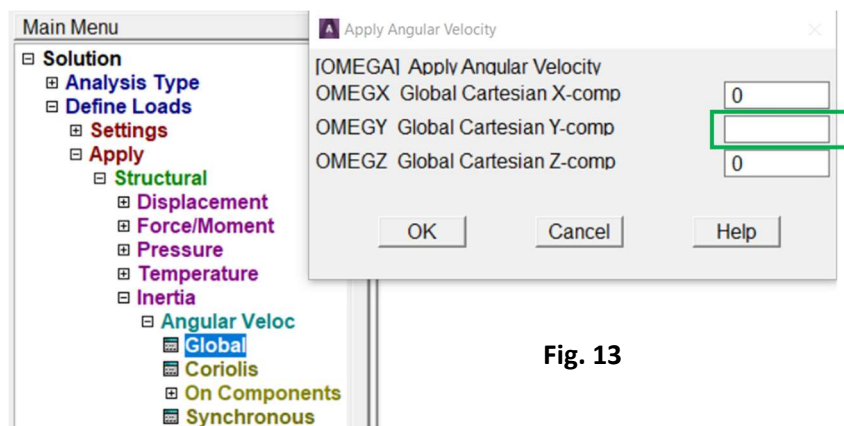 Main Menu
Solution
Analysis Type
Define Loads
Settings
Apply
Structural
Displacement
Force/Moment
Pressure
Temperature
Inertia
Angular Veloc
Global
Coriolis
On Components
Synchronous
A Apply Angular Velocity
[OMEGA] Apply Angular Velocity
OMEGX Global Cartesian X-comp 0
OMEGY Global Cartesian Y-comp
OMEGZ Global Cartesian Z-comp 0
OK Cancel Help
Fig. 13